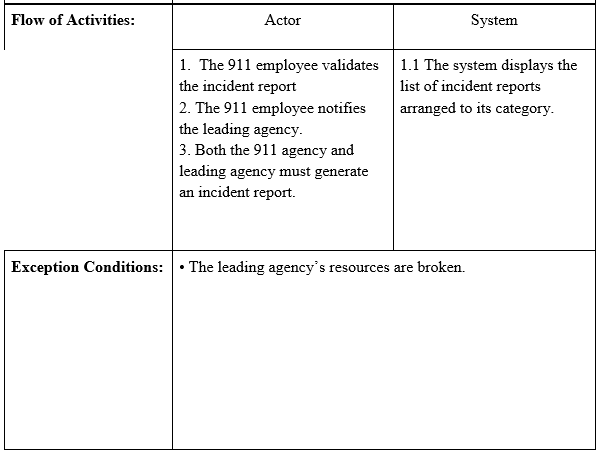 Flow of Activities:
Actor
System
1.  The 911 employee validates
the incident report
2. The 911 employee notifies
the leading agency.
3. Both the 911 agency and
leading agency must generate
an incident report.
1.1 The system displays the
list of incident reports
arranged to its category.
Exception Conditions:
• The leading agency’s resources are broken.